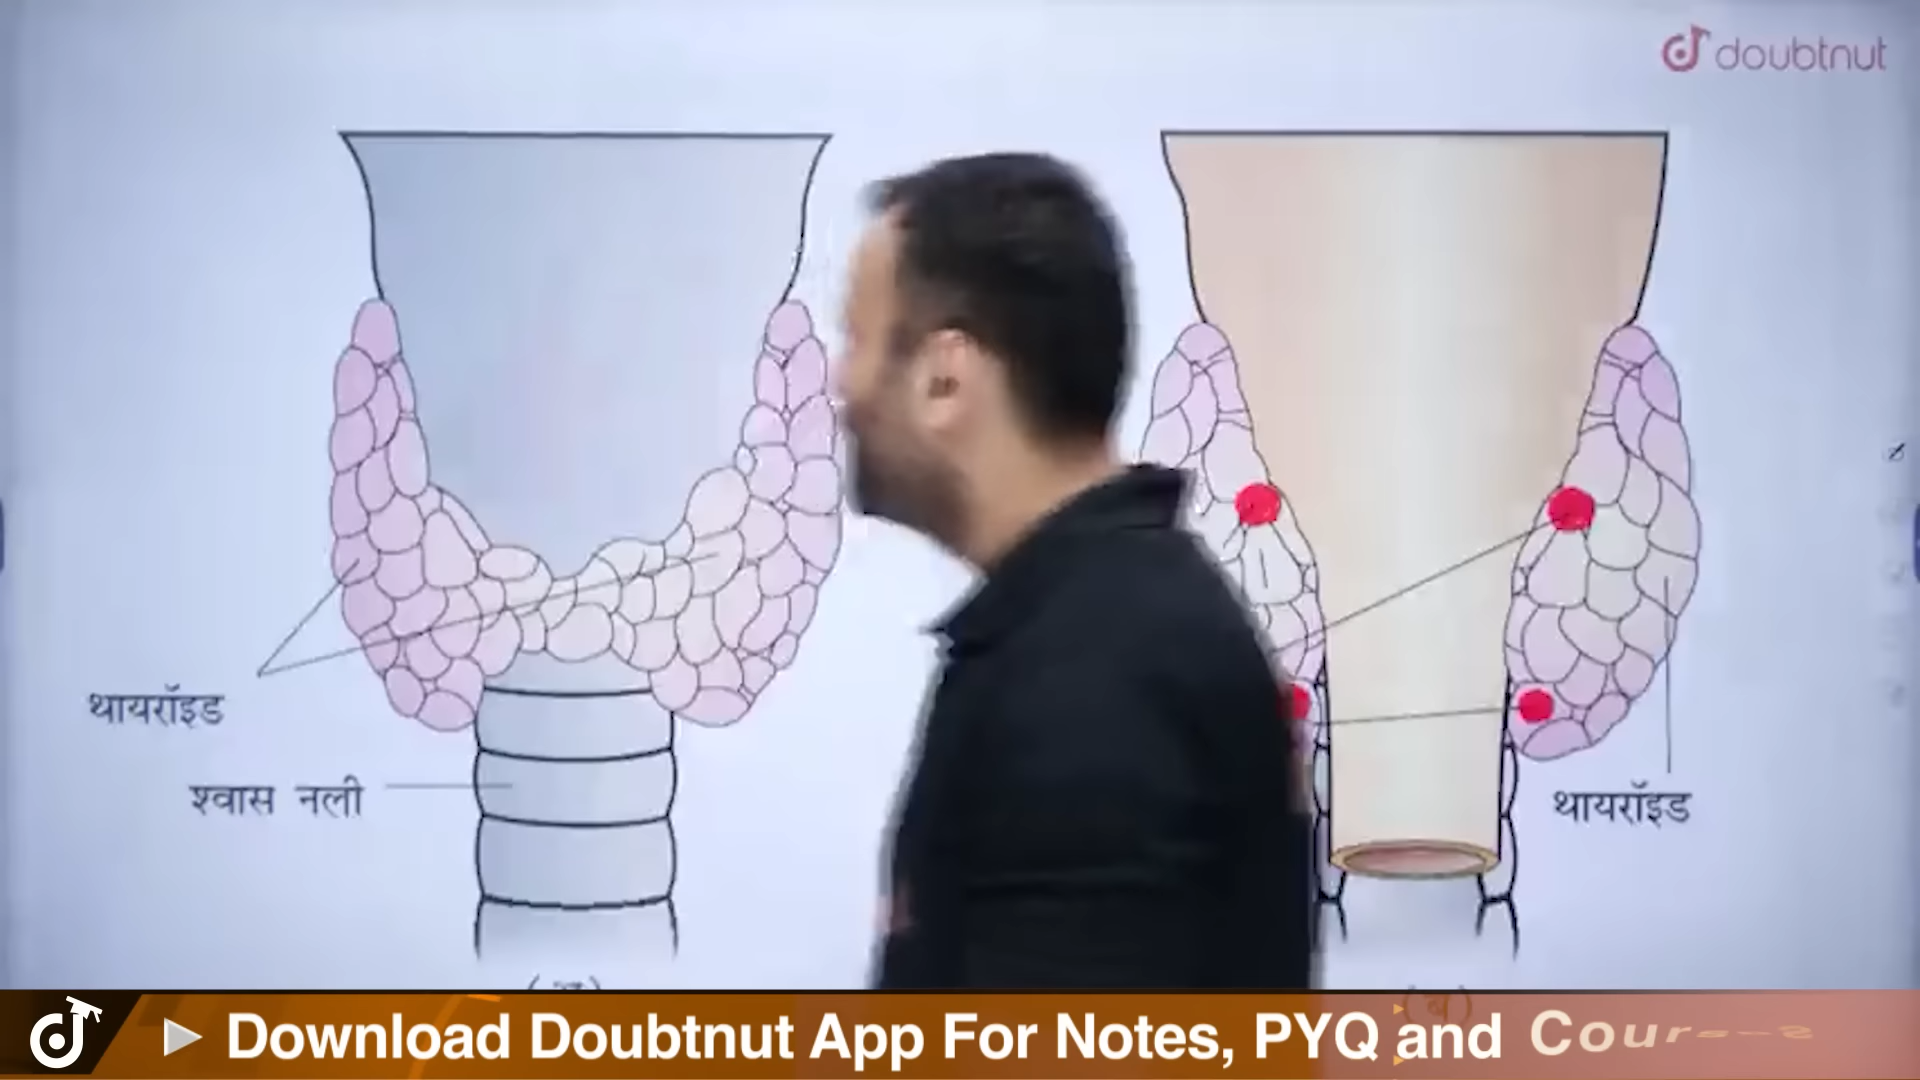 doubtnut
थायरॉइड
श्वास नली
थायरॉइड
(ब)
Download Doubtnut App For Notes, PYQ and